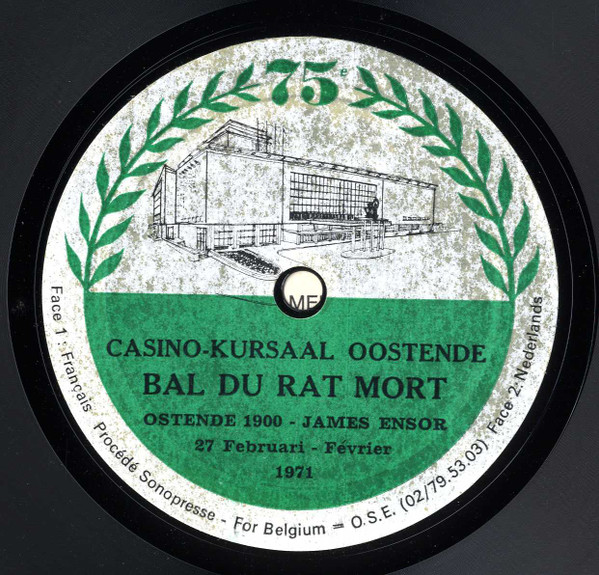 75e
ME
CASINO-KURSAAL OOSTENDE
BAL DU RAT MORT
OSTENDE 1900 - JAMES ENSOR
27 Februari - Février
1971
Face 1 : Français Procédé Sonopresse - For Belgium = O.S.E. (02/79.53.03) Face 2: Nederlands